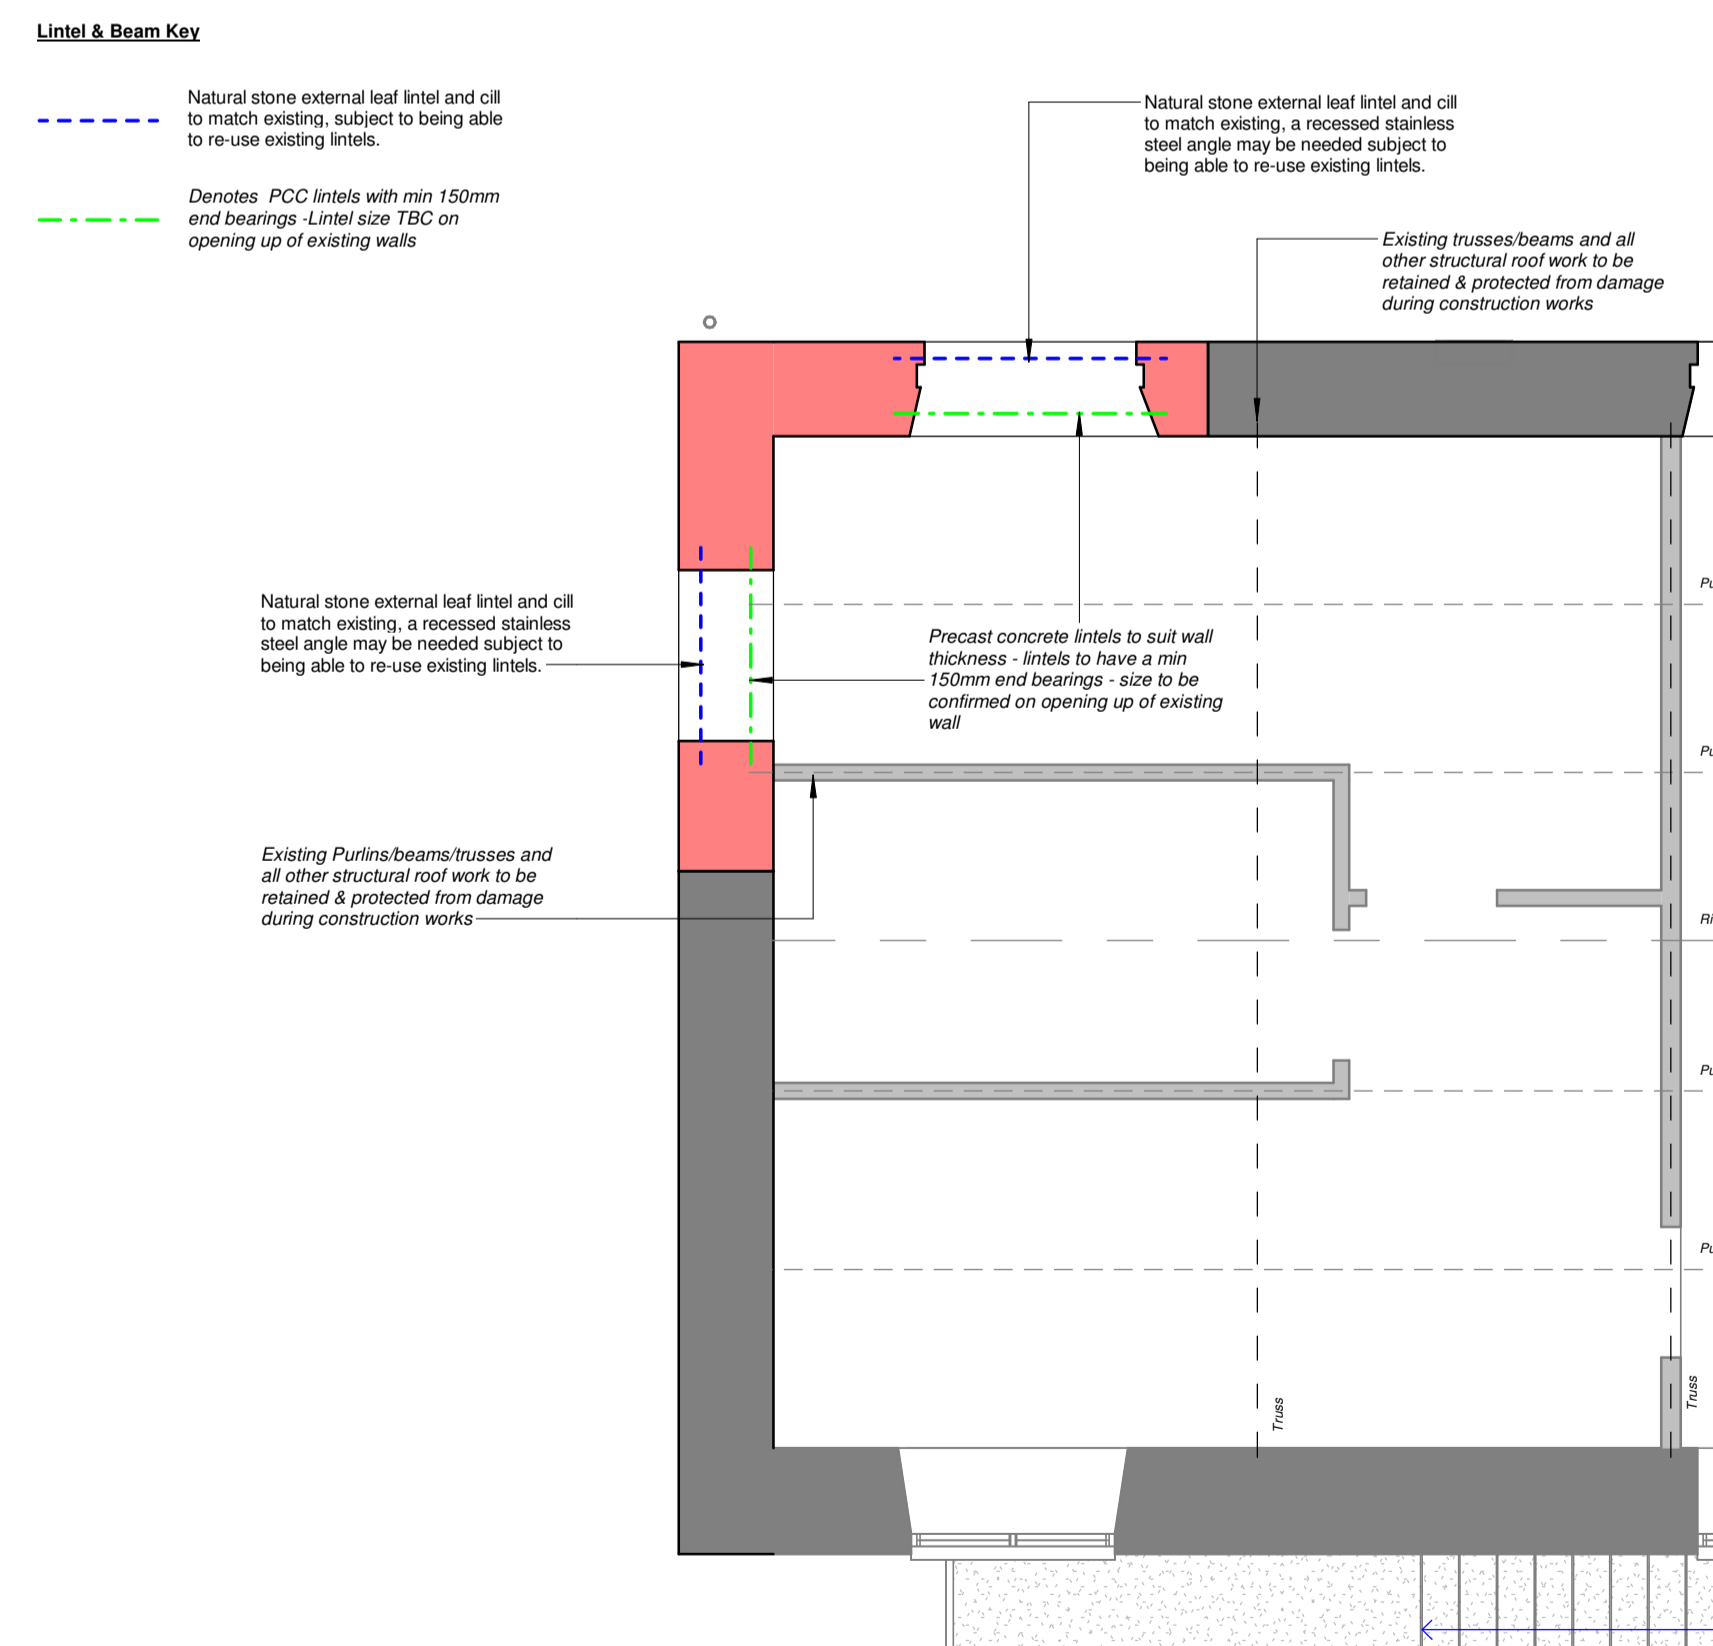 Lintel & Beam Key
Natural stone external leaf lintel and cill
to match existing, subject to being able
to re-use existing lintels.
Denotes PCC lintels with min 150mm
end bearings -Lintel size TBC on
opening up of existing walls
Natural stone external leaf lintel and cill
to match existing, a recessed stainless
steel angle may be needed subject to
being able to re-use existing lintels.
Existing trusses/beams and all
other structural roof work to be
retained & protected from damage
during construction works
Natural stone external leaf lintel and cill
to match existing, a recessed stainless
steel angle may be needed subject to
being able to re-use existing lintels.
Precast concrete lintels to suit wall
thickness - lintels to have a min
150mm end bearings - size to be
confirmed on opening up of existing
wall
Existing Purlins/beams/trusses and
all other structural roof work to be
retained & protected from damage
during construction works
Pu
Pu
Ri
Pu
Pu
Truss
Truss